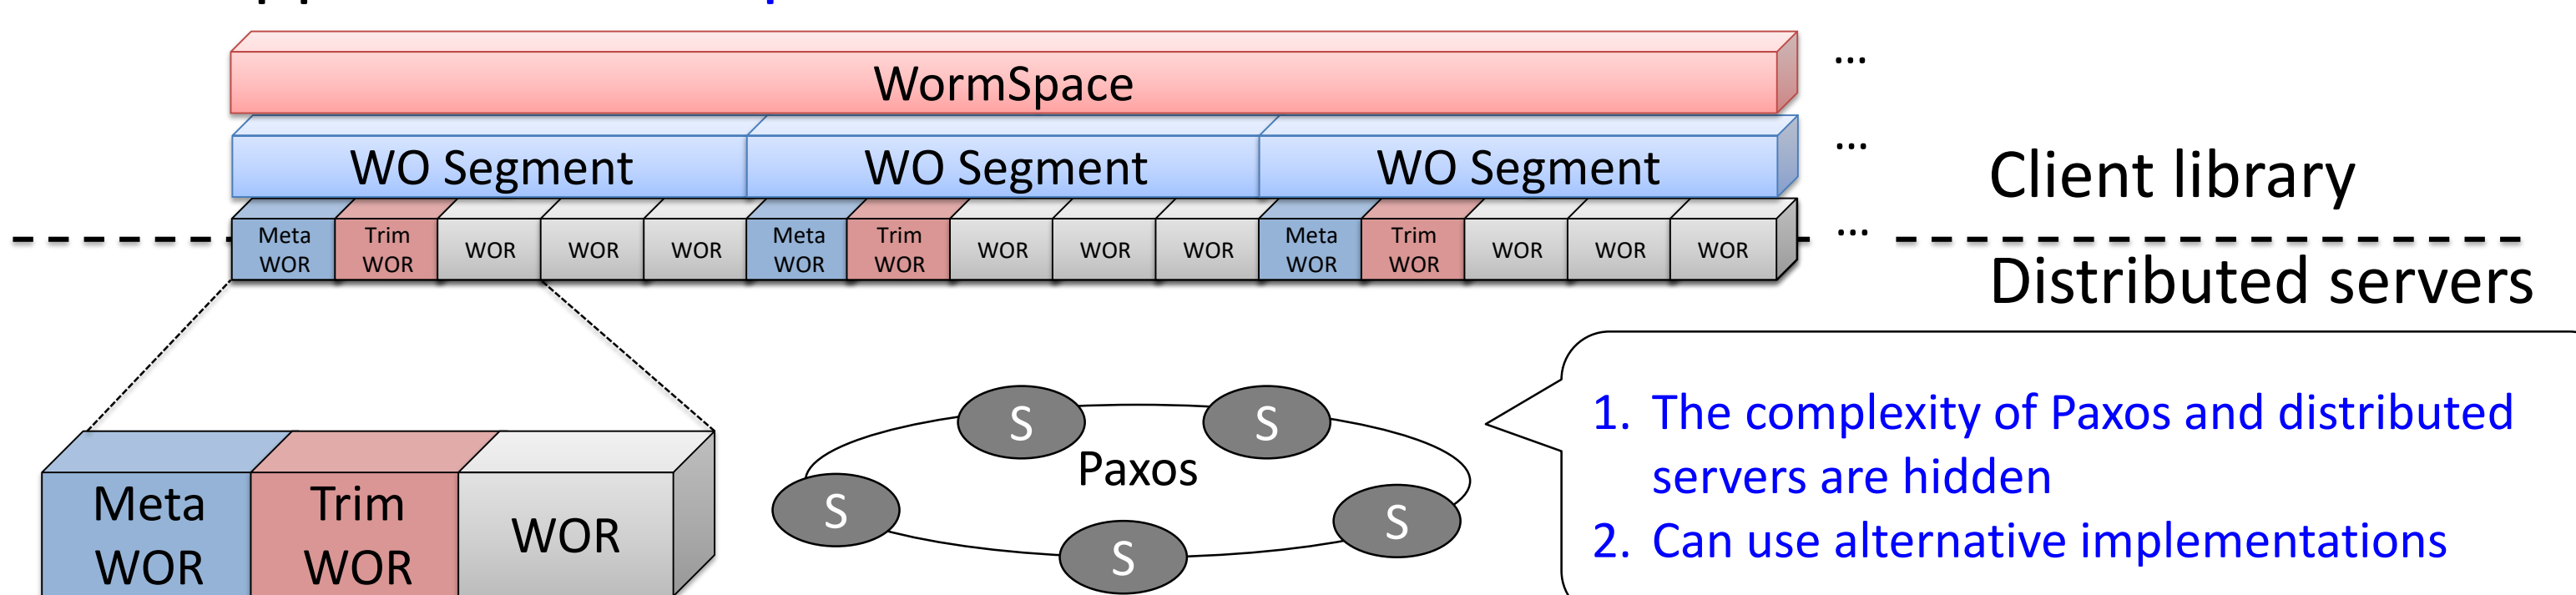 WormSpace
...
WO Segment WO Segment WO Segment
...
Client library
Meta WOR Trim WOR WOR WOR WOR Meta WOR Trim WOR WOR WOR WOR Meta WOR Trim WOR WOR WOR WOR
...
Distributed servers
Meta WOR
Trim WOR
WOR
S
S
Paxos
S
S
S
1. The complexity of Paxos and distributed
servers are hidden
2. Can use alternative implementations